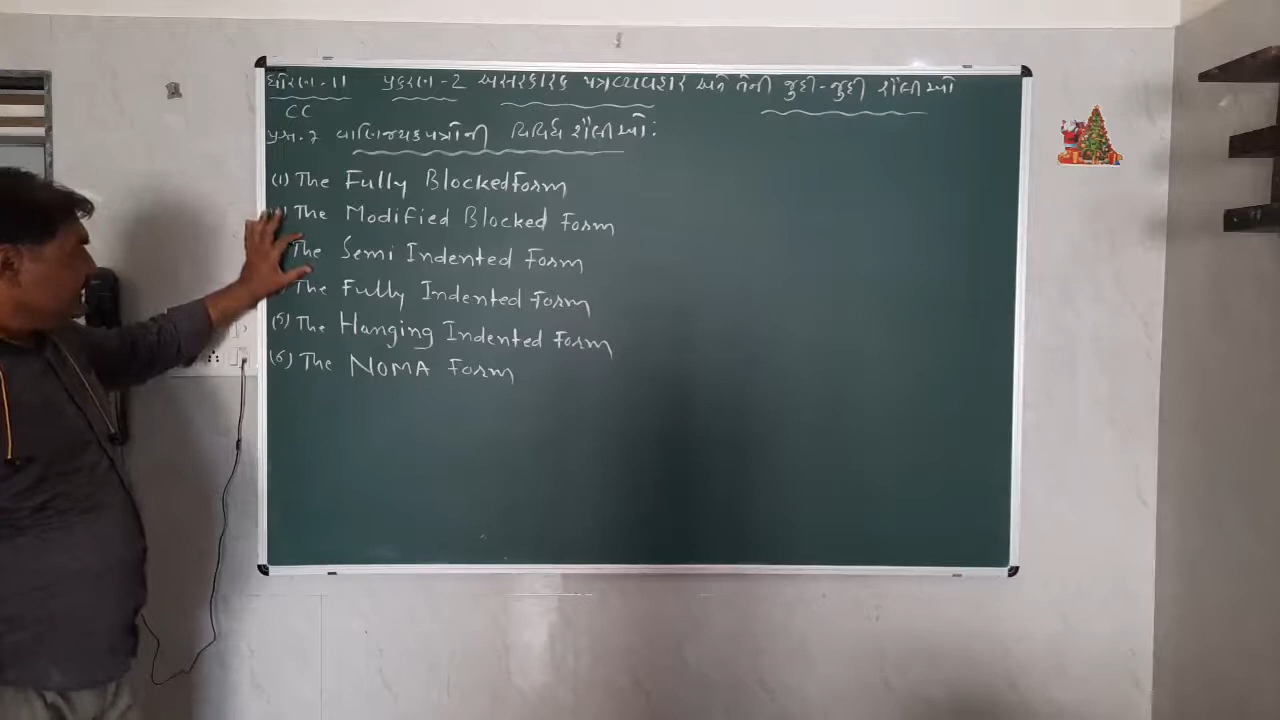 ધોરણ-11 પ્રકરણ-2 અસરકારક પત્રવ્યવહાર અને તેની જુદી-જુદી શૈલીઓ
CC
પ્રશ્ન.7 વાણિજ્યકપત્રોની વિવિધ શૈલીઓ:
(1) The Fully Blocked Form
The Modified Blocked Form
The Semi Indented Form
The Fully Indented Form
(5) The Hanging Indented Form
(6) The NOMA Form